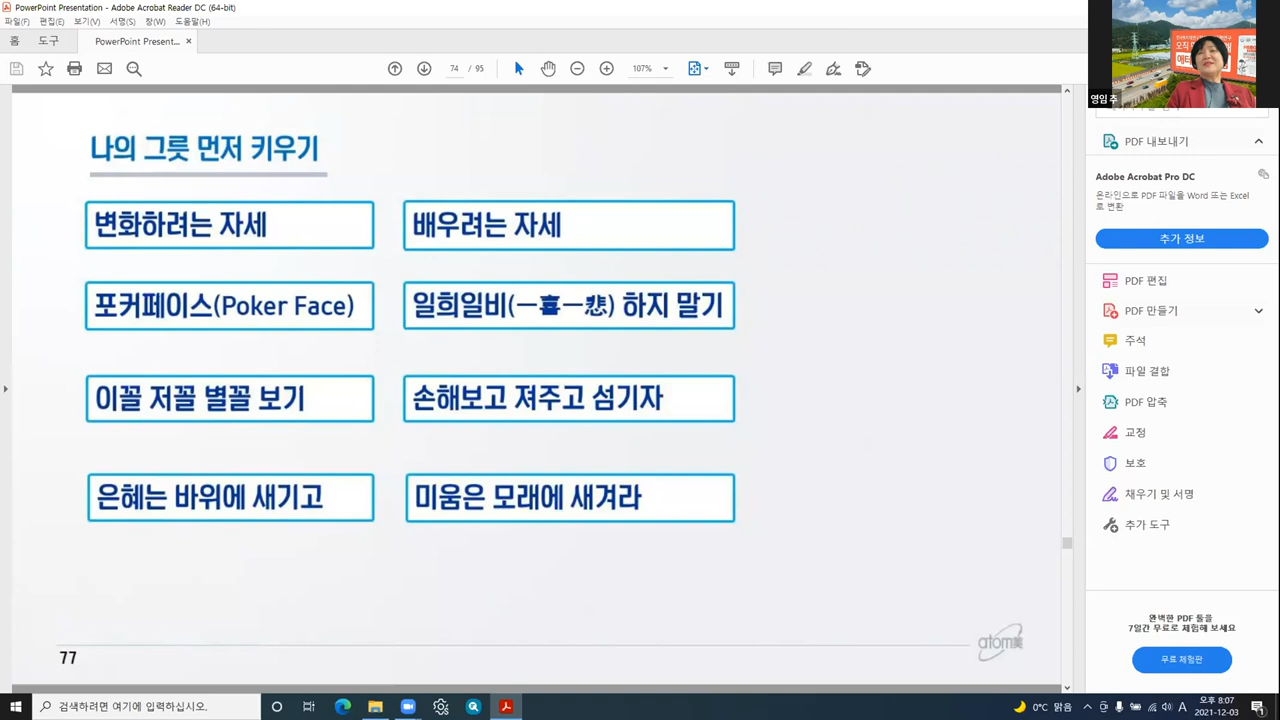 PowerPoint Presentation - Adobe Acrobat Reader DC (64-bit)
파일(F) 편집(E) 보기(V) 서명(S) 창(W) 도움말(H)
홈 도구 PowerPoint Present... ×
74 / 96 107%
나의 그릇 먼저 키우기
변화하려는 자세
배우려는 자세
포커페이스(Poker Face)
일희일비(一喜一悲) 하지 말기
이꼴 저꼴 별꼴 보기
손해보고 져주고 섬기자
은혜는 바위에 새기고
미움은 모래에 새겨라
77
atom美
영임 추
PDF 내보내기
Adobe Acrobat Pro DC
온라인으로 PDF 파일을 Word 또는 Excel
로 변환
추가 정보
PDF 편집
PDF 만들기
주석
파일 결합
PDF 압축
교정
보호
채우기 및 서명
추가 도구
완벽한 PDF 툴을
7일간 무료로 체험해 보세요
무료 체험판
검색하려면 여기에 입력하십시오.
0°C 맑음
A
오후 8:07
2021-12-03
1